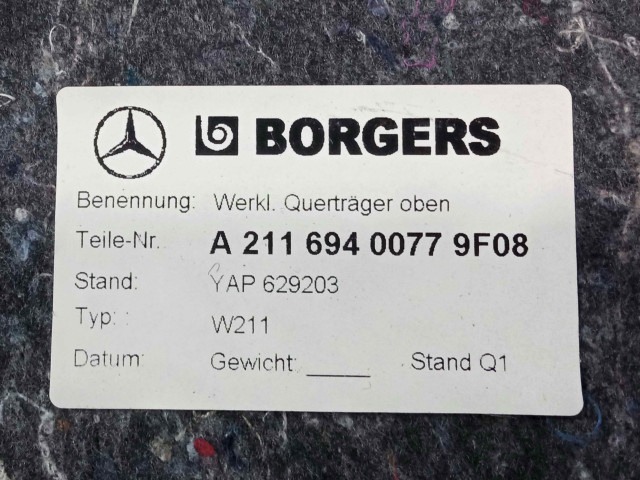 BORGERS
Benennung: Werkl. Querträger oben
Teile-Nr. A 211 694 0077 9F08
Stand: YAP 629203
Typ: : W211
Datum: Gewicht: Stand Q1